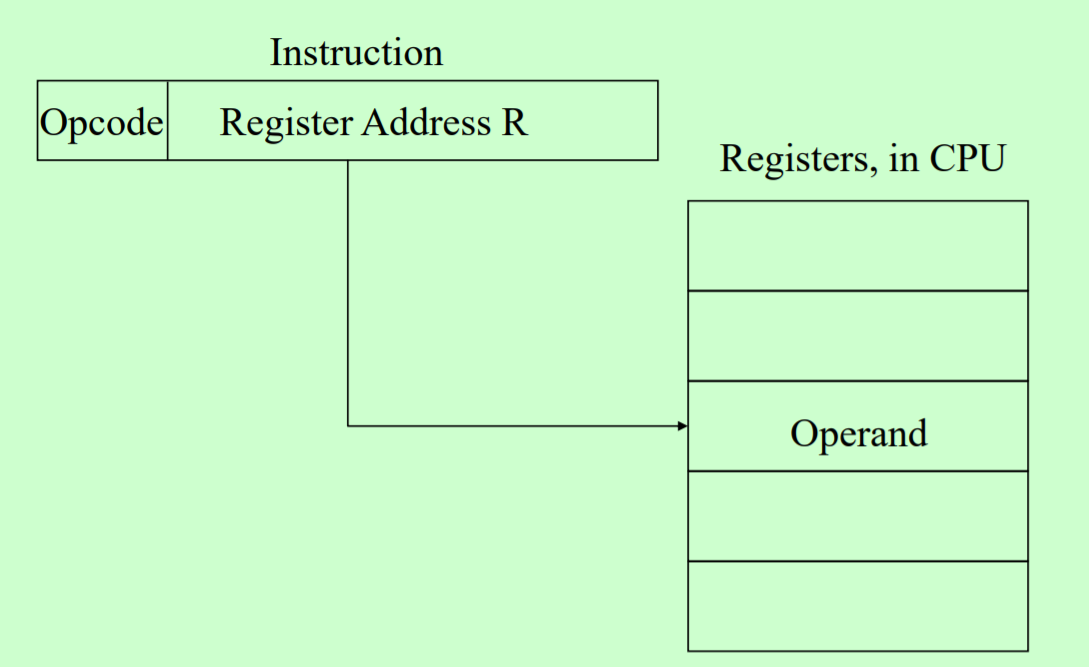 Instruction
Opcode
Register Address R
Registers, in CPU
Operand